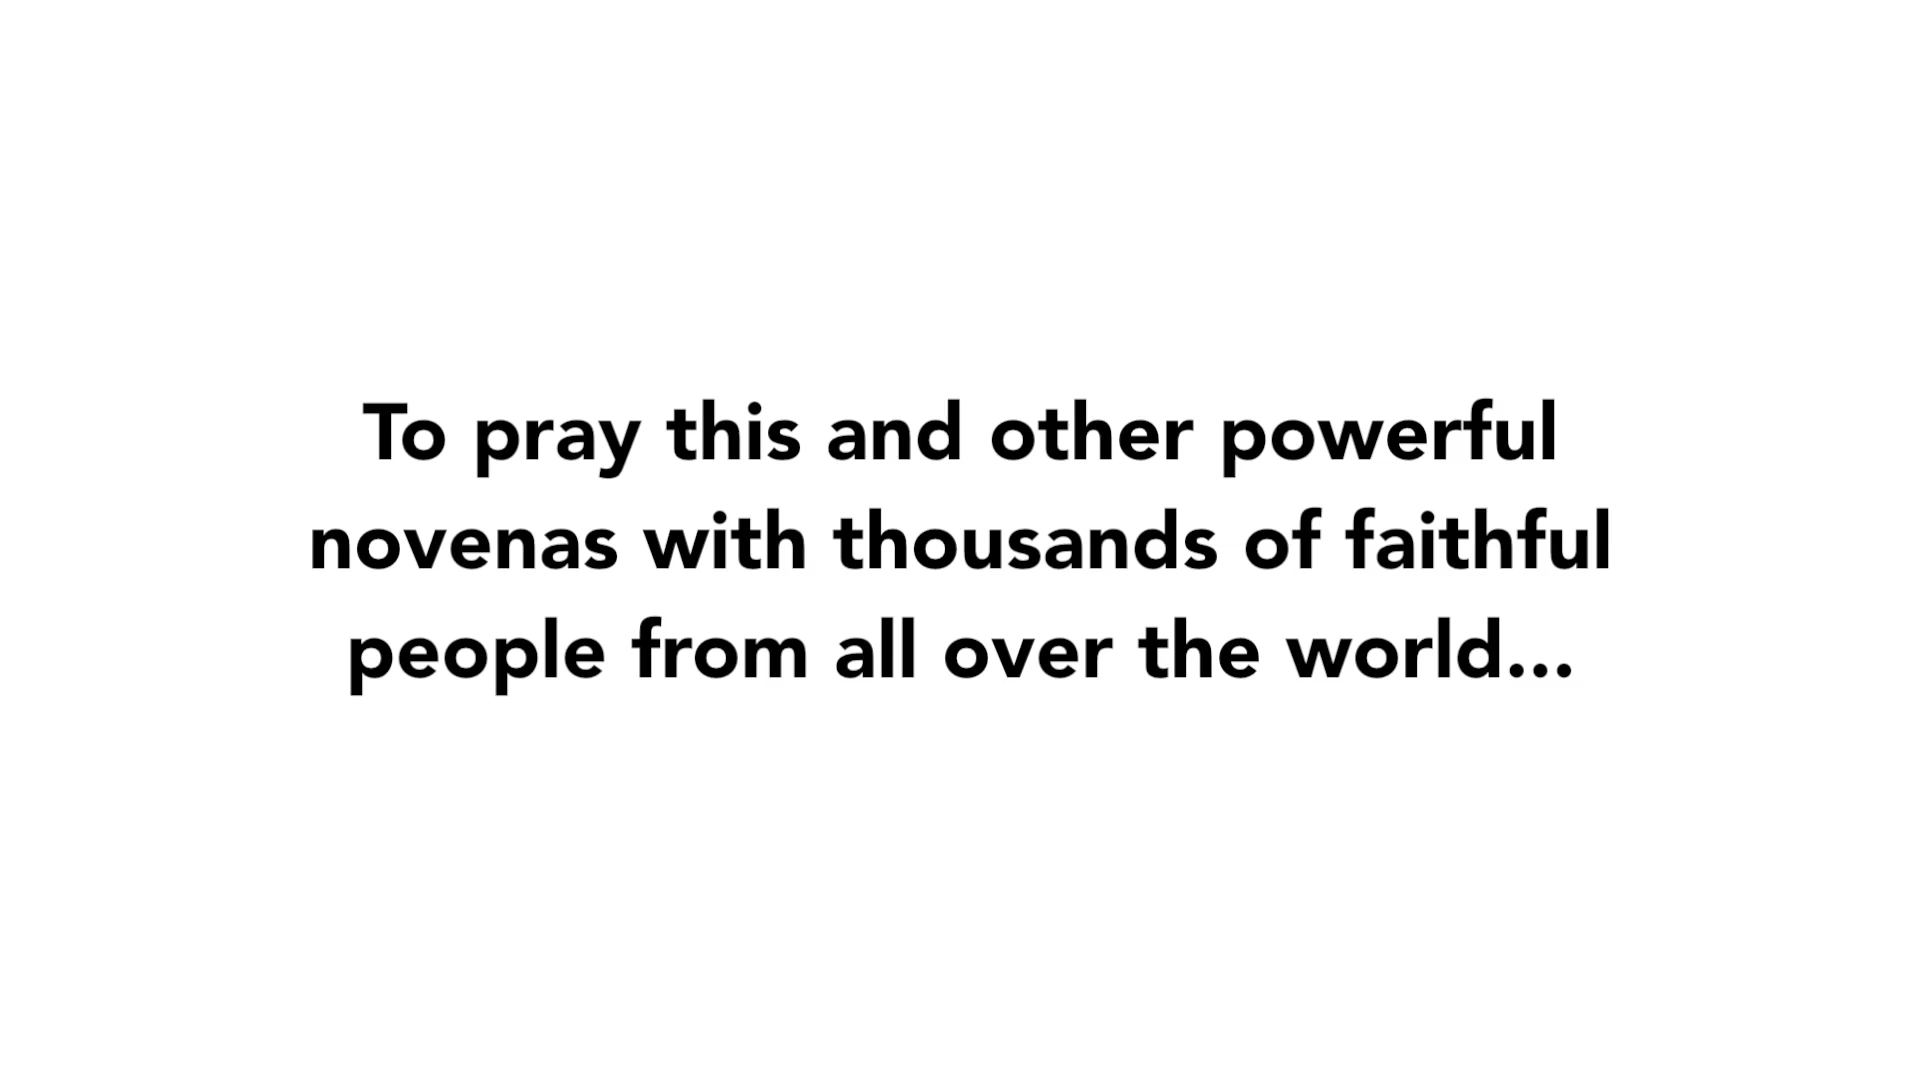 To pray this and other powerful
novenas with thousands of faithful
people from all over the world...